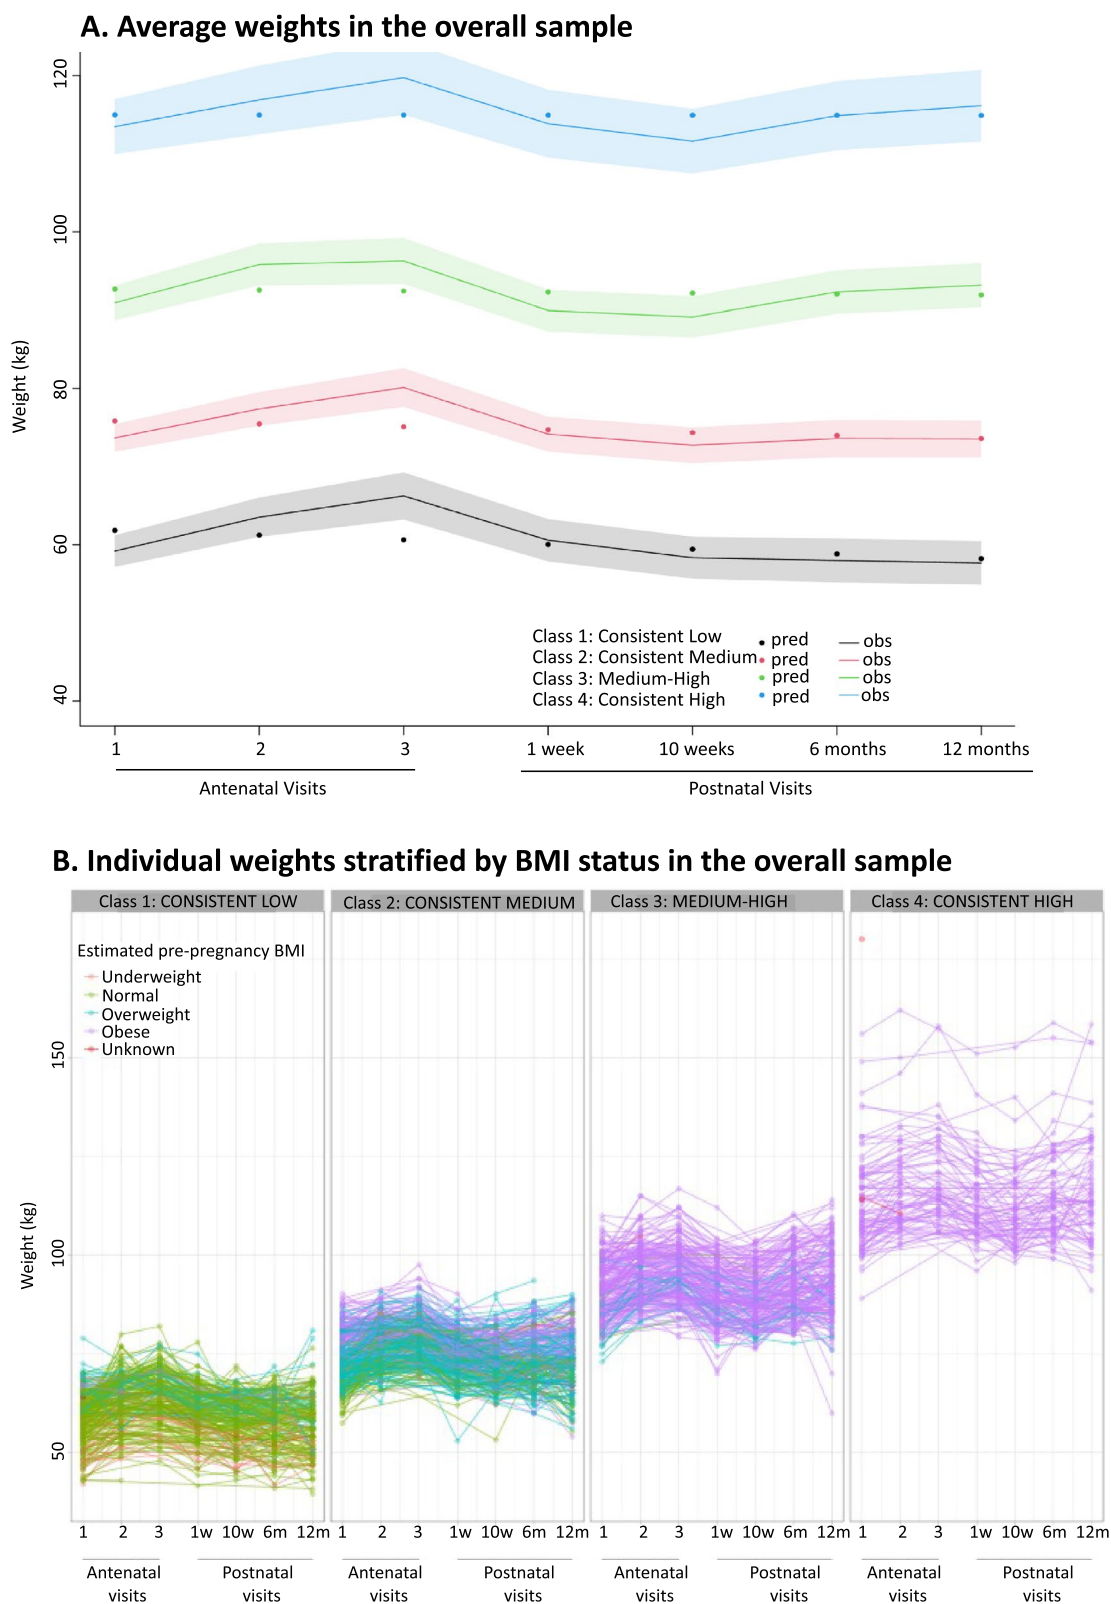 A. Average weights in the overall sample
120
100
80
60
40
Weight (kg)
Class 1: Consistent Low pred obs
Class 2: Consistent Medium pred obs
Class 3: Medium-High pred obs
Class 4: Consistent High pred obs
1 2 3 1 week 10 weeks 6 months 12 months
Antenatal Visits Postnatal Visits
B. Individual weights stratified by BMI status in the overall sample
Class 1: CONSISTENT LOW Class 2: CONSISTENT MEDIUM Class 3: MEDIUM-HIGH Class 4: CONSISTENT HIGH
Estimated pre-pregnancy BMI
Underweight
Normal
Overweight
Obese
Unknown
150
100
50
Weight (kg)
1 2 3 1w 10w 6m 12m 1 2 3 1w 10w 6m 12m 1 2 3 1w 10w 6m 12m 1 2 3 1w 10w 6m 12m
Antenatal Postnatal Antenatal Postnatal Antenatal Postnatal Antenatal Postnatal
visits visits visits visits visits visits visits visits